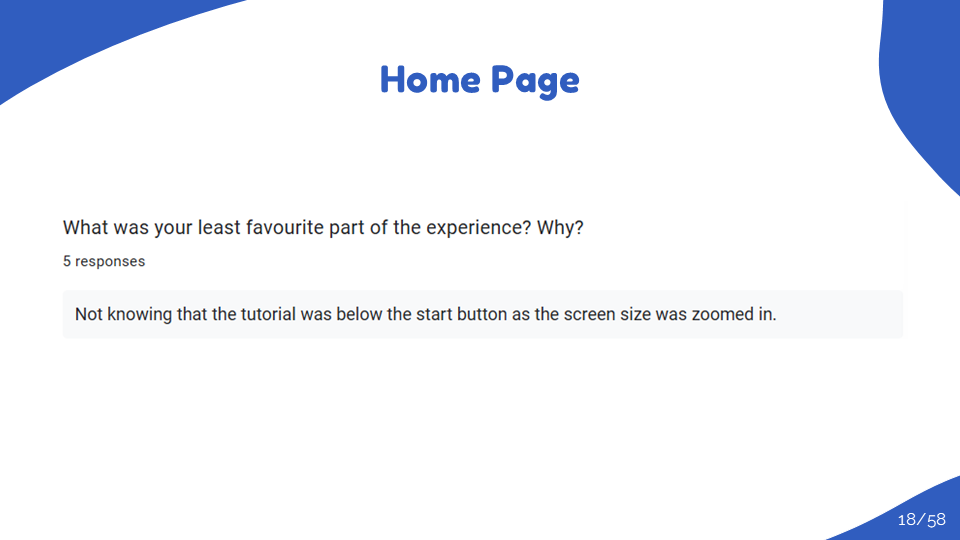 Home Page
What was your least favourite part of the experience? Why?
5 responses
Not knowing that the tutorial was below the start button as the screen size was zoomed in.
18/58